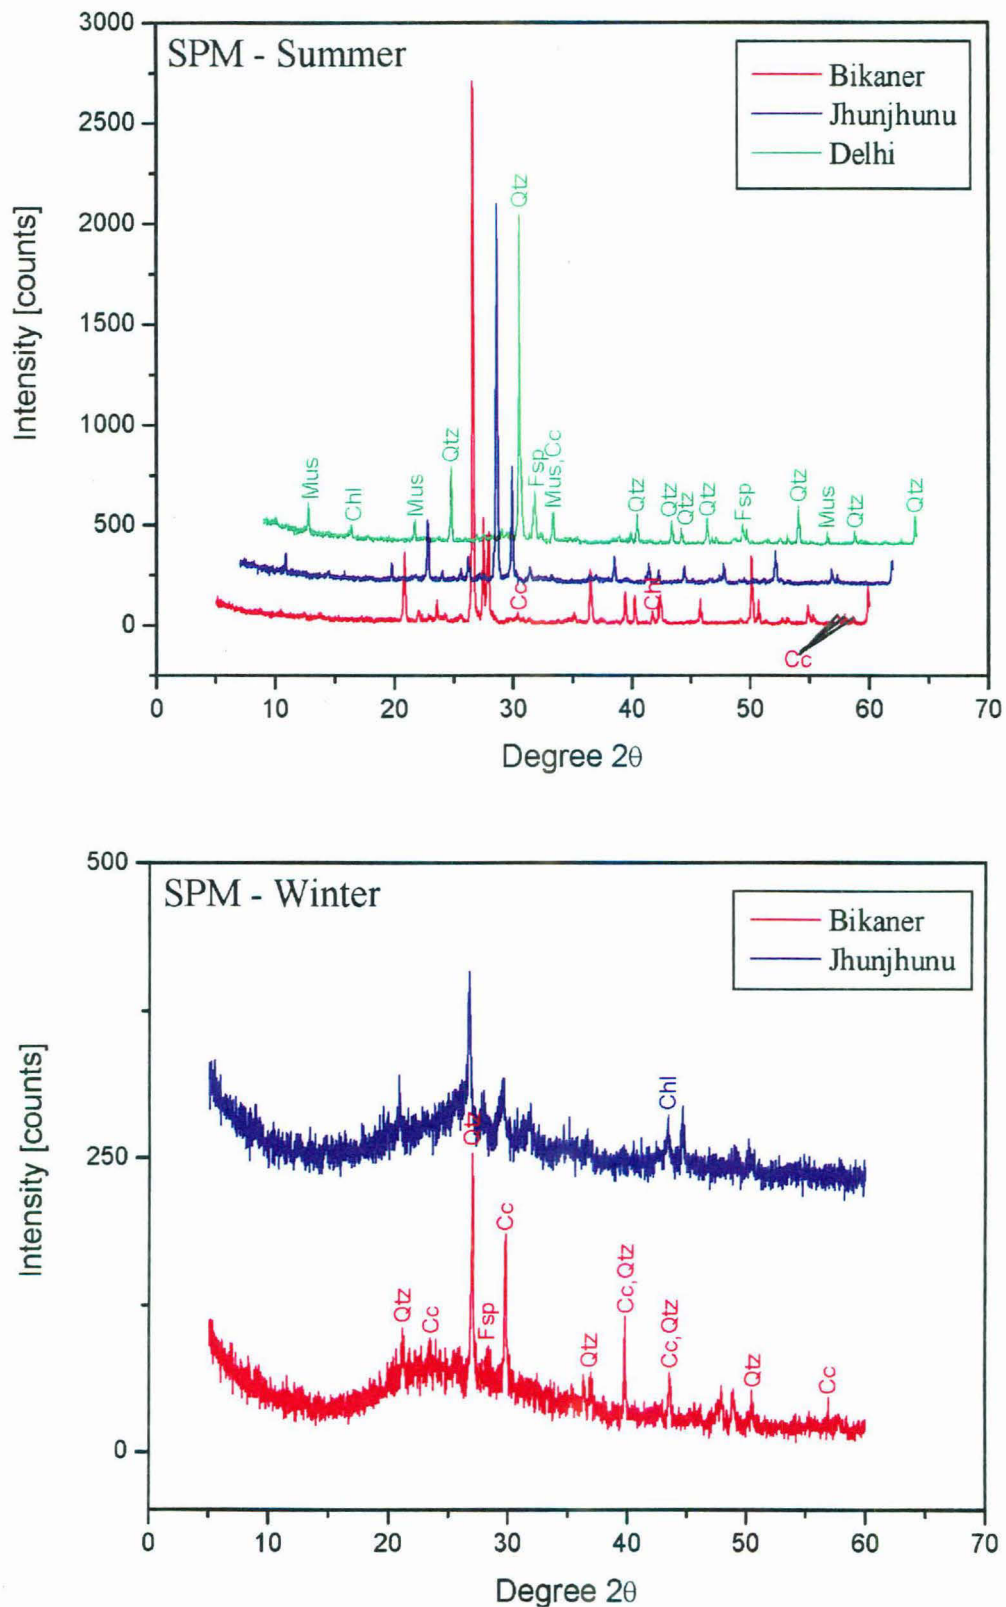 3000
SPM - Summer
Bikaner
Jhunjhunu
Delhi
2500
2000
1500
1000
500
0
Intensity [counts]
Mus
Chl
Mus
Qtz
Qtz
Fsp
Mus,Cc
Qtz
Qtz
Qtz
Qtz
Fsp
Qtz
Mus
Qtz
Qtz
Cc
Chl
Cc
0 10 20 30 40 50 60 70
Degree 2θ
500
SPM - Winter
Bikaner
Jhunjhunu
250
0
Intensity [counts]
Chl
Qtz
Cc
Qtz
Fsp
Cc
Qtz
Cc,Qtz
Cc,Qtz
Qtz
Cc
0 10 20 30 40 50 60 70
Degree 2θ